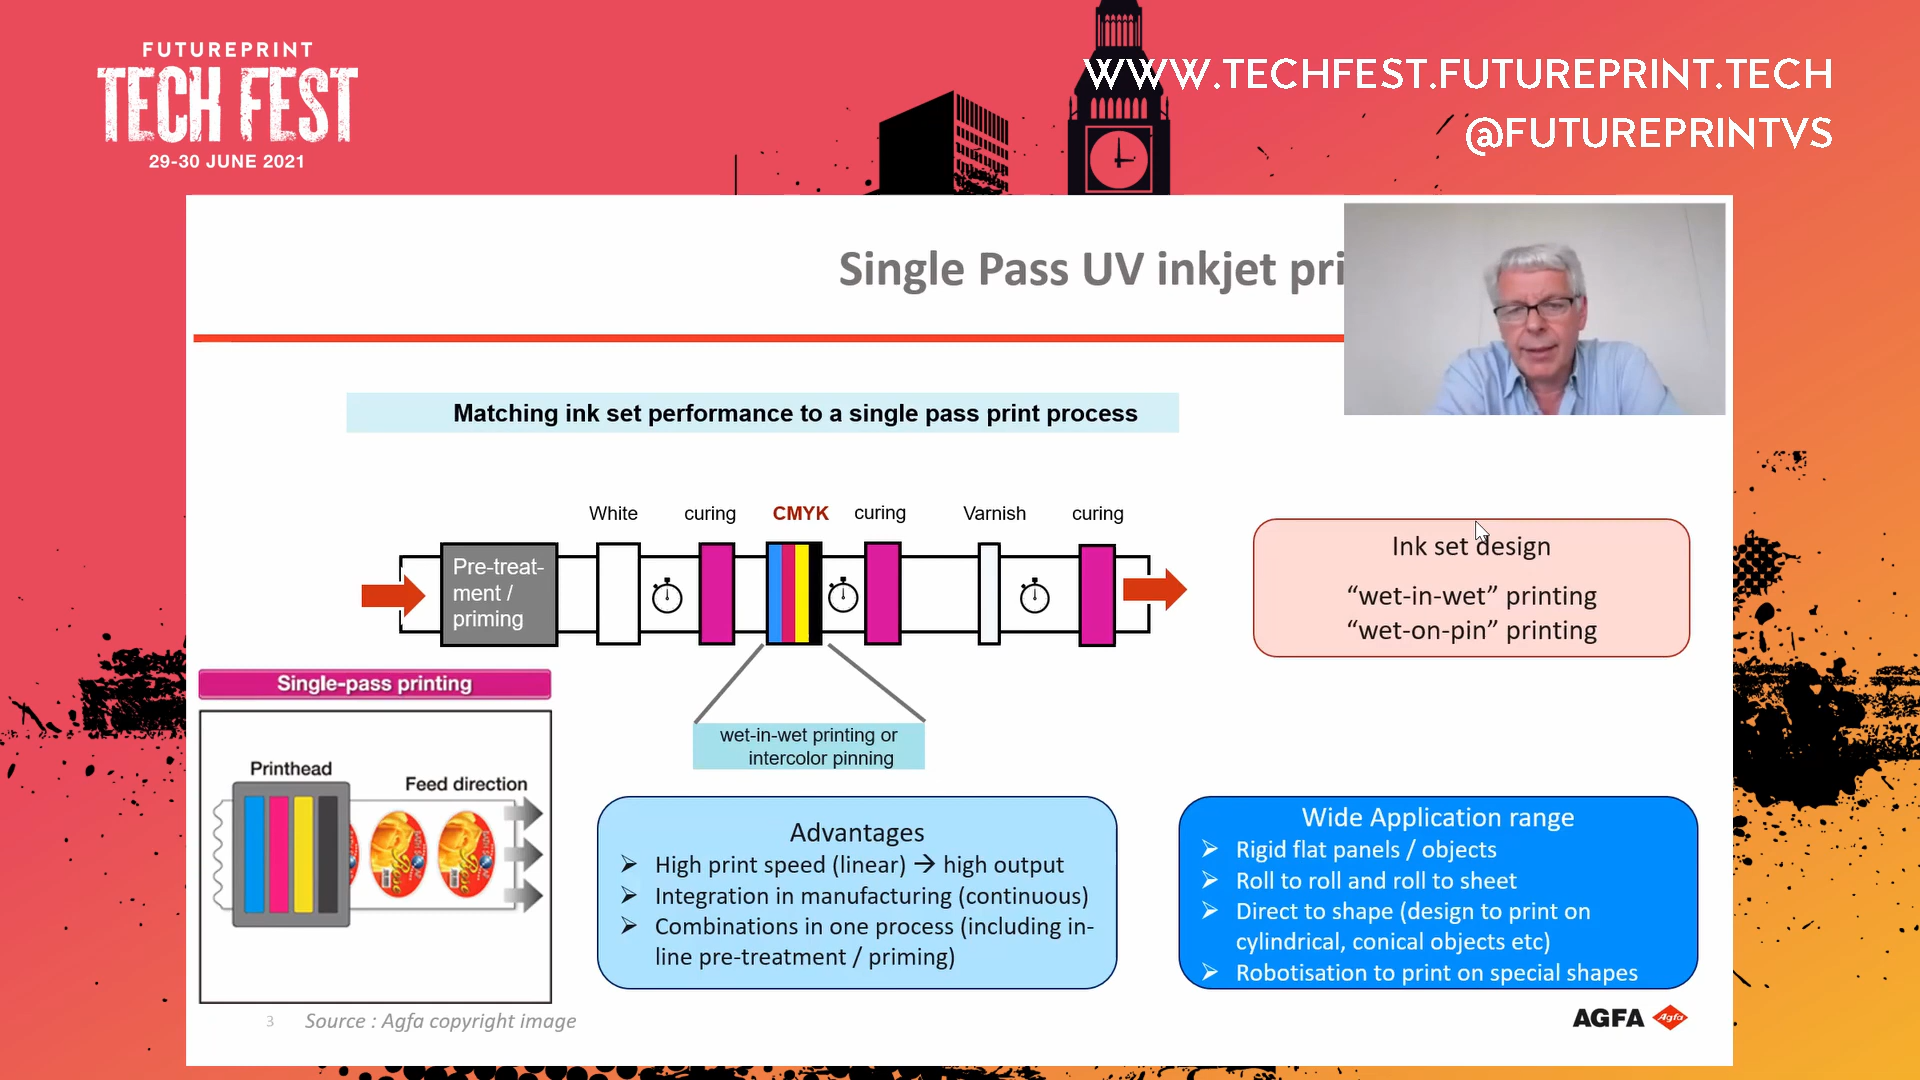 FUTUREPRINT
TECH FEST
29-30 JUNE 2021
WWW.TECHFEST.FUTUREPRINT.TECH
@FUTUREPRINTVS
Single Pass UV inkjet pri
Matching ink set performance to a single pass print process
White curing CMYK curing Varnish curing
Pre-treat-
ment /
priming
Ink set design
“wet-in-wet” printing
“wet-on-pin” printing
wet-in-wet printing or
intercolor pinning
Single-pass printing
Printhead
Feed direction
Advantages
➢ High print speed (linear) → high output
➢ Integration in manufacturing (continuous)
➢ Combinations in one process (including in-
line pre-treatment / priming)
Wide Application range
➢ Rigid flat panels / objects
➢ Roll to roll and roll to sheet
➢ Direct to shape (design to print on
cylindrical, conical objects etc)
➢ Robotisation to print on special shapes
3
Source : Agfa copyright image
AGFA
Agfa